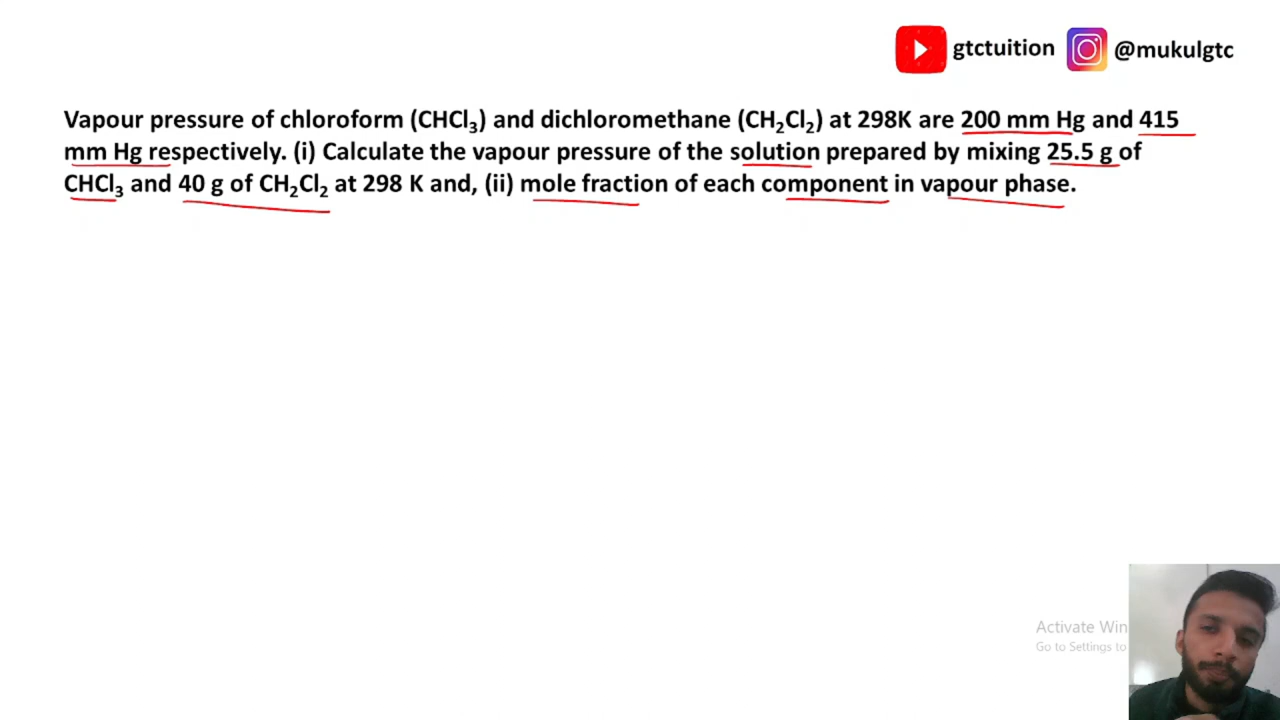 gtctuition @mukulgtc
Vapour pressure of chloroform (CHCl₃) and dichloromethane (CH₂Cl₂) at 298K are 200 mm Hg and 415
mm Hg respectively. (i) Calculate the vapour pressure of the solution prepared by mixing 25.5 g of
CHCl₃ and 40 g of CH₂Cl₂ at 298 K and, (ii) mole fraction of each component in vapour phase.
Activate Win
Go to Settings to